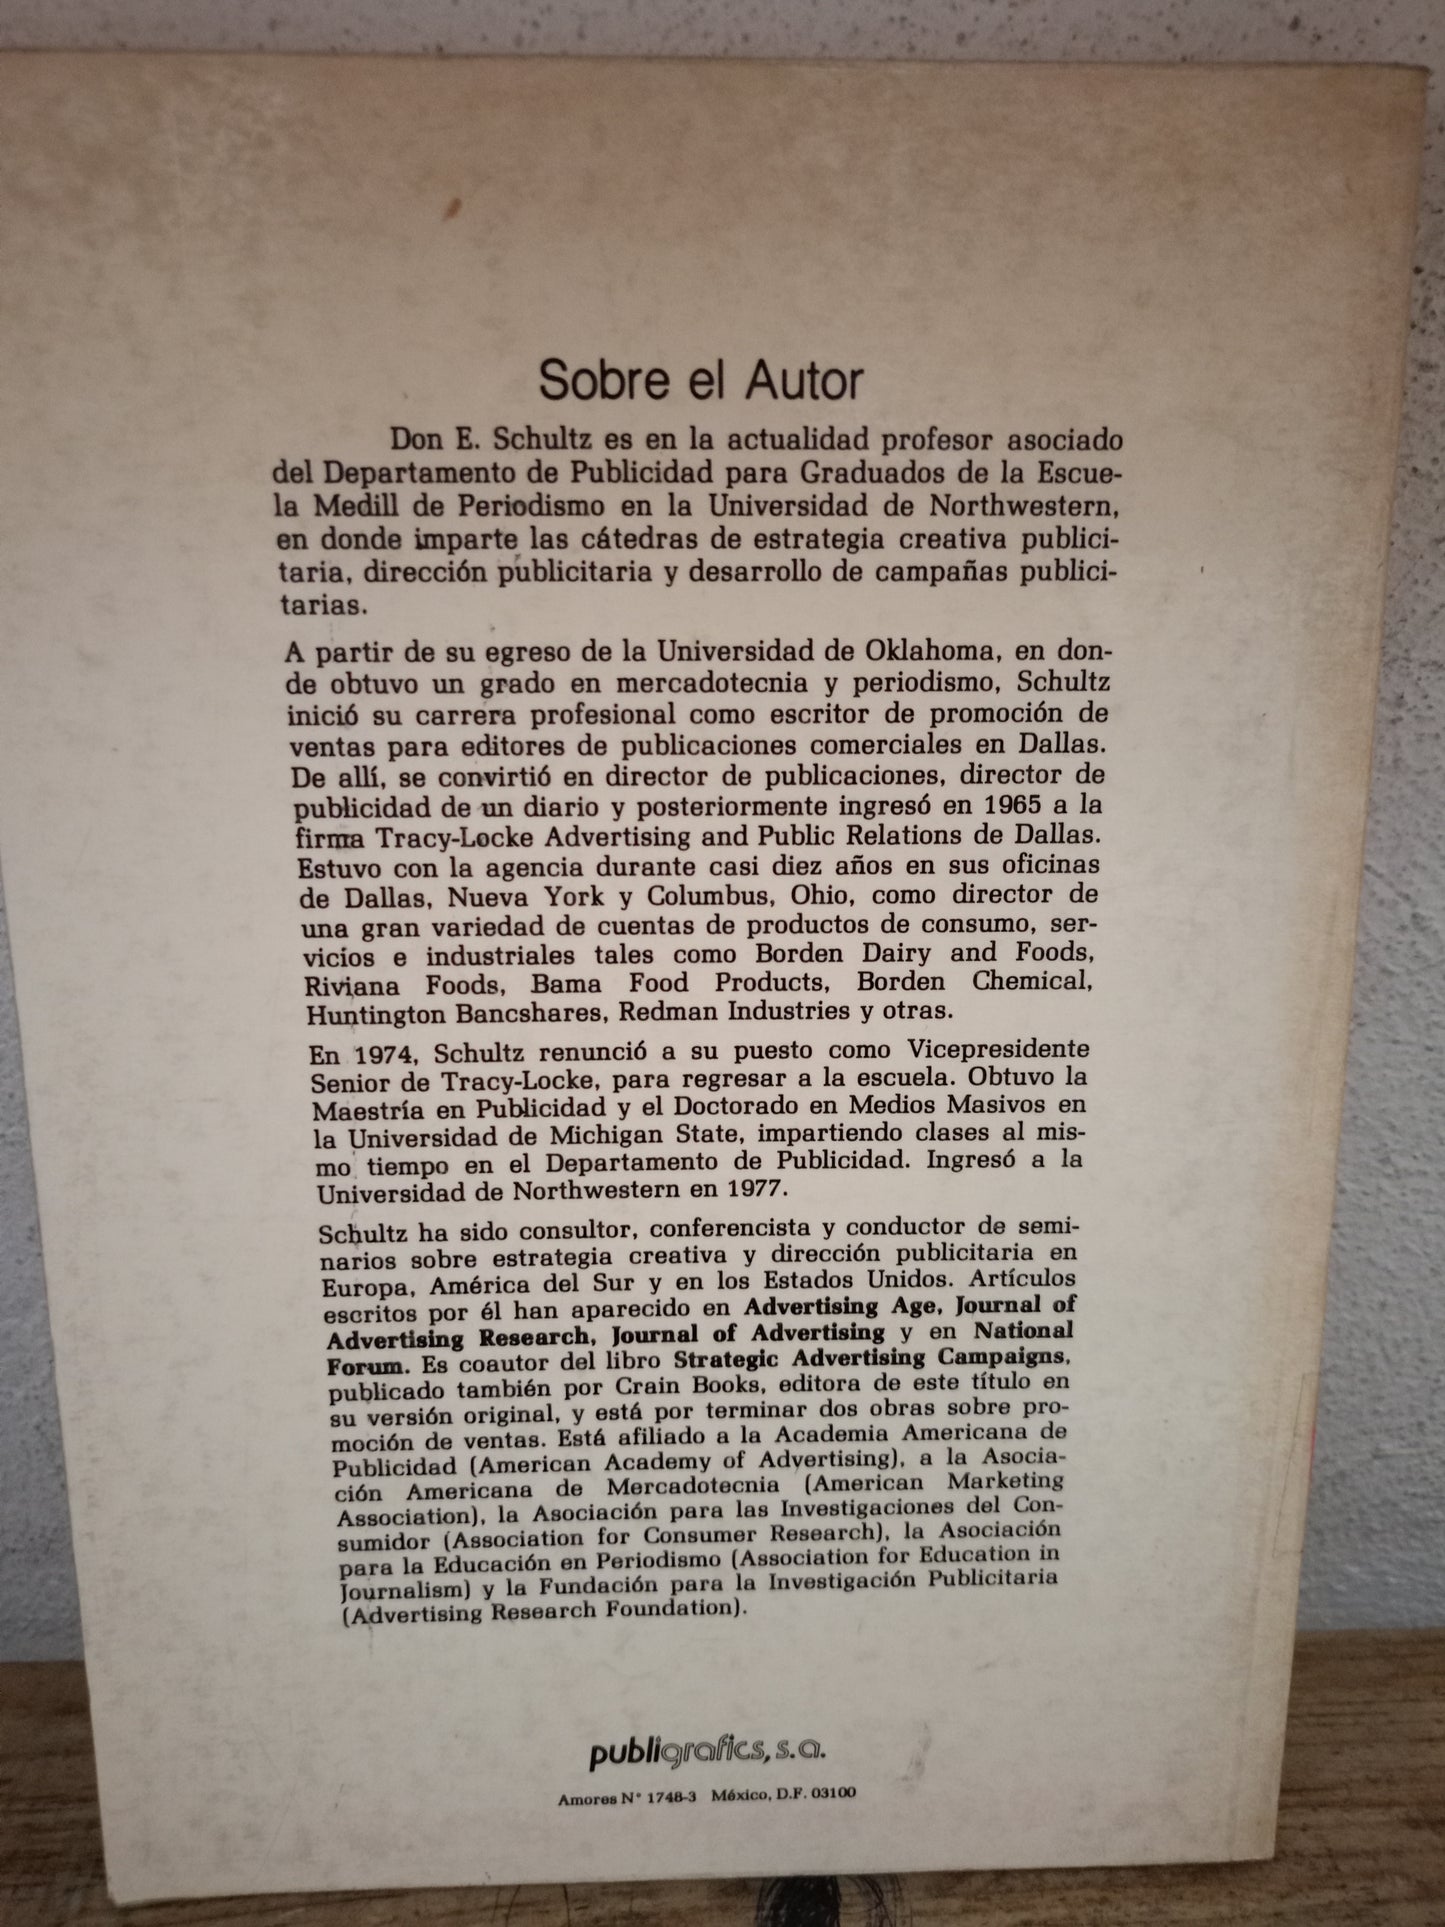 Sobre el Autor
Don E. Schultz es en la actualidad profesor asociado
del Departamento de Publicidad para Graduados de la Escue-
la Medill de Periodismo en la Universidad de Northwestern,
en donde imparte las cátedras de estrategia creativa publici-
taria, dirección publicitaria y desarrollo de campañas publici-
tarias.
A partir de su egreso de la Universidad de Oklahoma, en don-
de obtuvo un grado en mercadotecnia y periodismo, Schultz
inició su carrera profesional como escritor de promoción de
ventas para editores de publicaciones comerciales en Dallas.
De allí, se convirtió en director de publicaciones, director de
publicidad de un diario y posteriormente ingresó en 1965 a la
firma Tracy-Locke Advertising and Public Relations de Dallas.
Estuvo con la agencia durante casi diez años en sus oficinas
de Dallas, Nueva York y Columbus, Ohio, como director de
una gran variedad de cuentas de productos de consumo, ser-
vicios e industriales tales como Borden Dairy and Foods,
Riviana Foods, Bama Food Products, Borden Chemical,
Huntington Bancshares, Redman Industries y otras.
En 1974, Schultz renunció a su puesto como Vicepresidente
Senior de Tracy-Locke, para regresar a la escuela. Obtuvo la
Maestría en Publicidad y el Doctorado en Medios Masivos en
la Universidad de Michigan State, impartiendo clases al mis-
mo tiempo en el Departamento de Publicidad. Ingresó a la
Universidad de Northwestern en 1977.
Schultz ha sido consultor, conferencista y conductor de semi-
narios sobre estrategia creativa y dirección publicitaria en
Europa, América del Sur y en los Estados Unidos. Artículos
escritos por él han aparecido en Advertising Age, Journal of
Advertising Research, Journal of Advertising y en National
Forum. Es coautor del libro Strategic Advertising Campaigns,
publicado también por Crain Books, editora de este título en
su versión original, y está por terminar dos obras sobre pro-
moción de ventas. Está afiliado a la Academia Americana de
Publicidad (American Academy of Advertising), a la Asocia-
ción Americana de Mercadotecnia (American Marketing
Association), la Asociación para las Investigaciones del Con-
sumidor (Association for Consumer Research), la Asociación
para la Educación en Periodismo (Association for Education in
Journalism) y la Fundación para la Investigación Publicitaria
(Advertising Research Foundation).
publigrafics, s.a.
Amores N° 1748-3 México, D.F. 03100